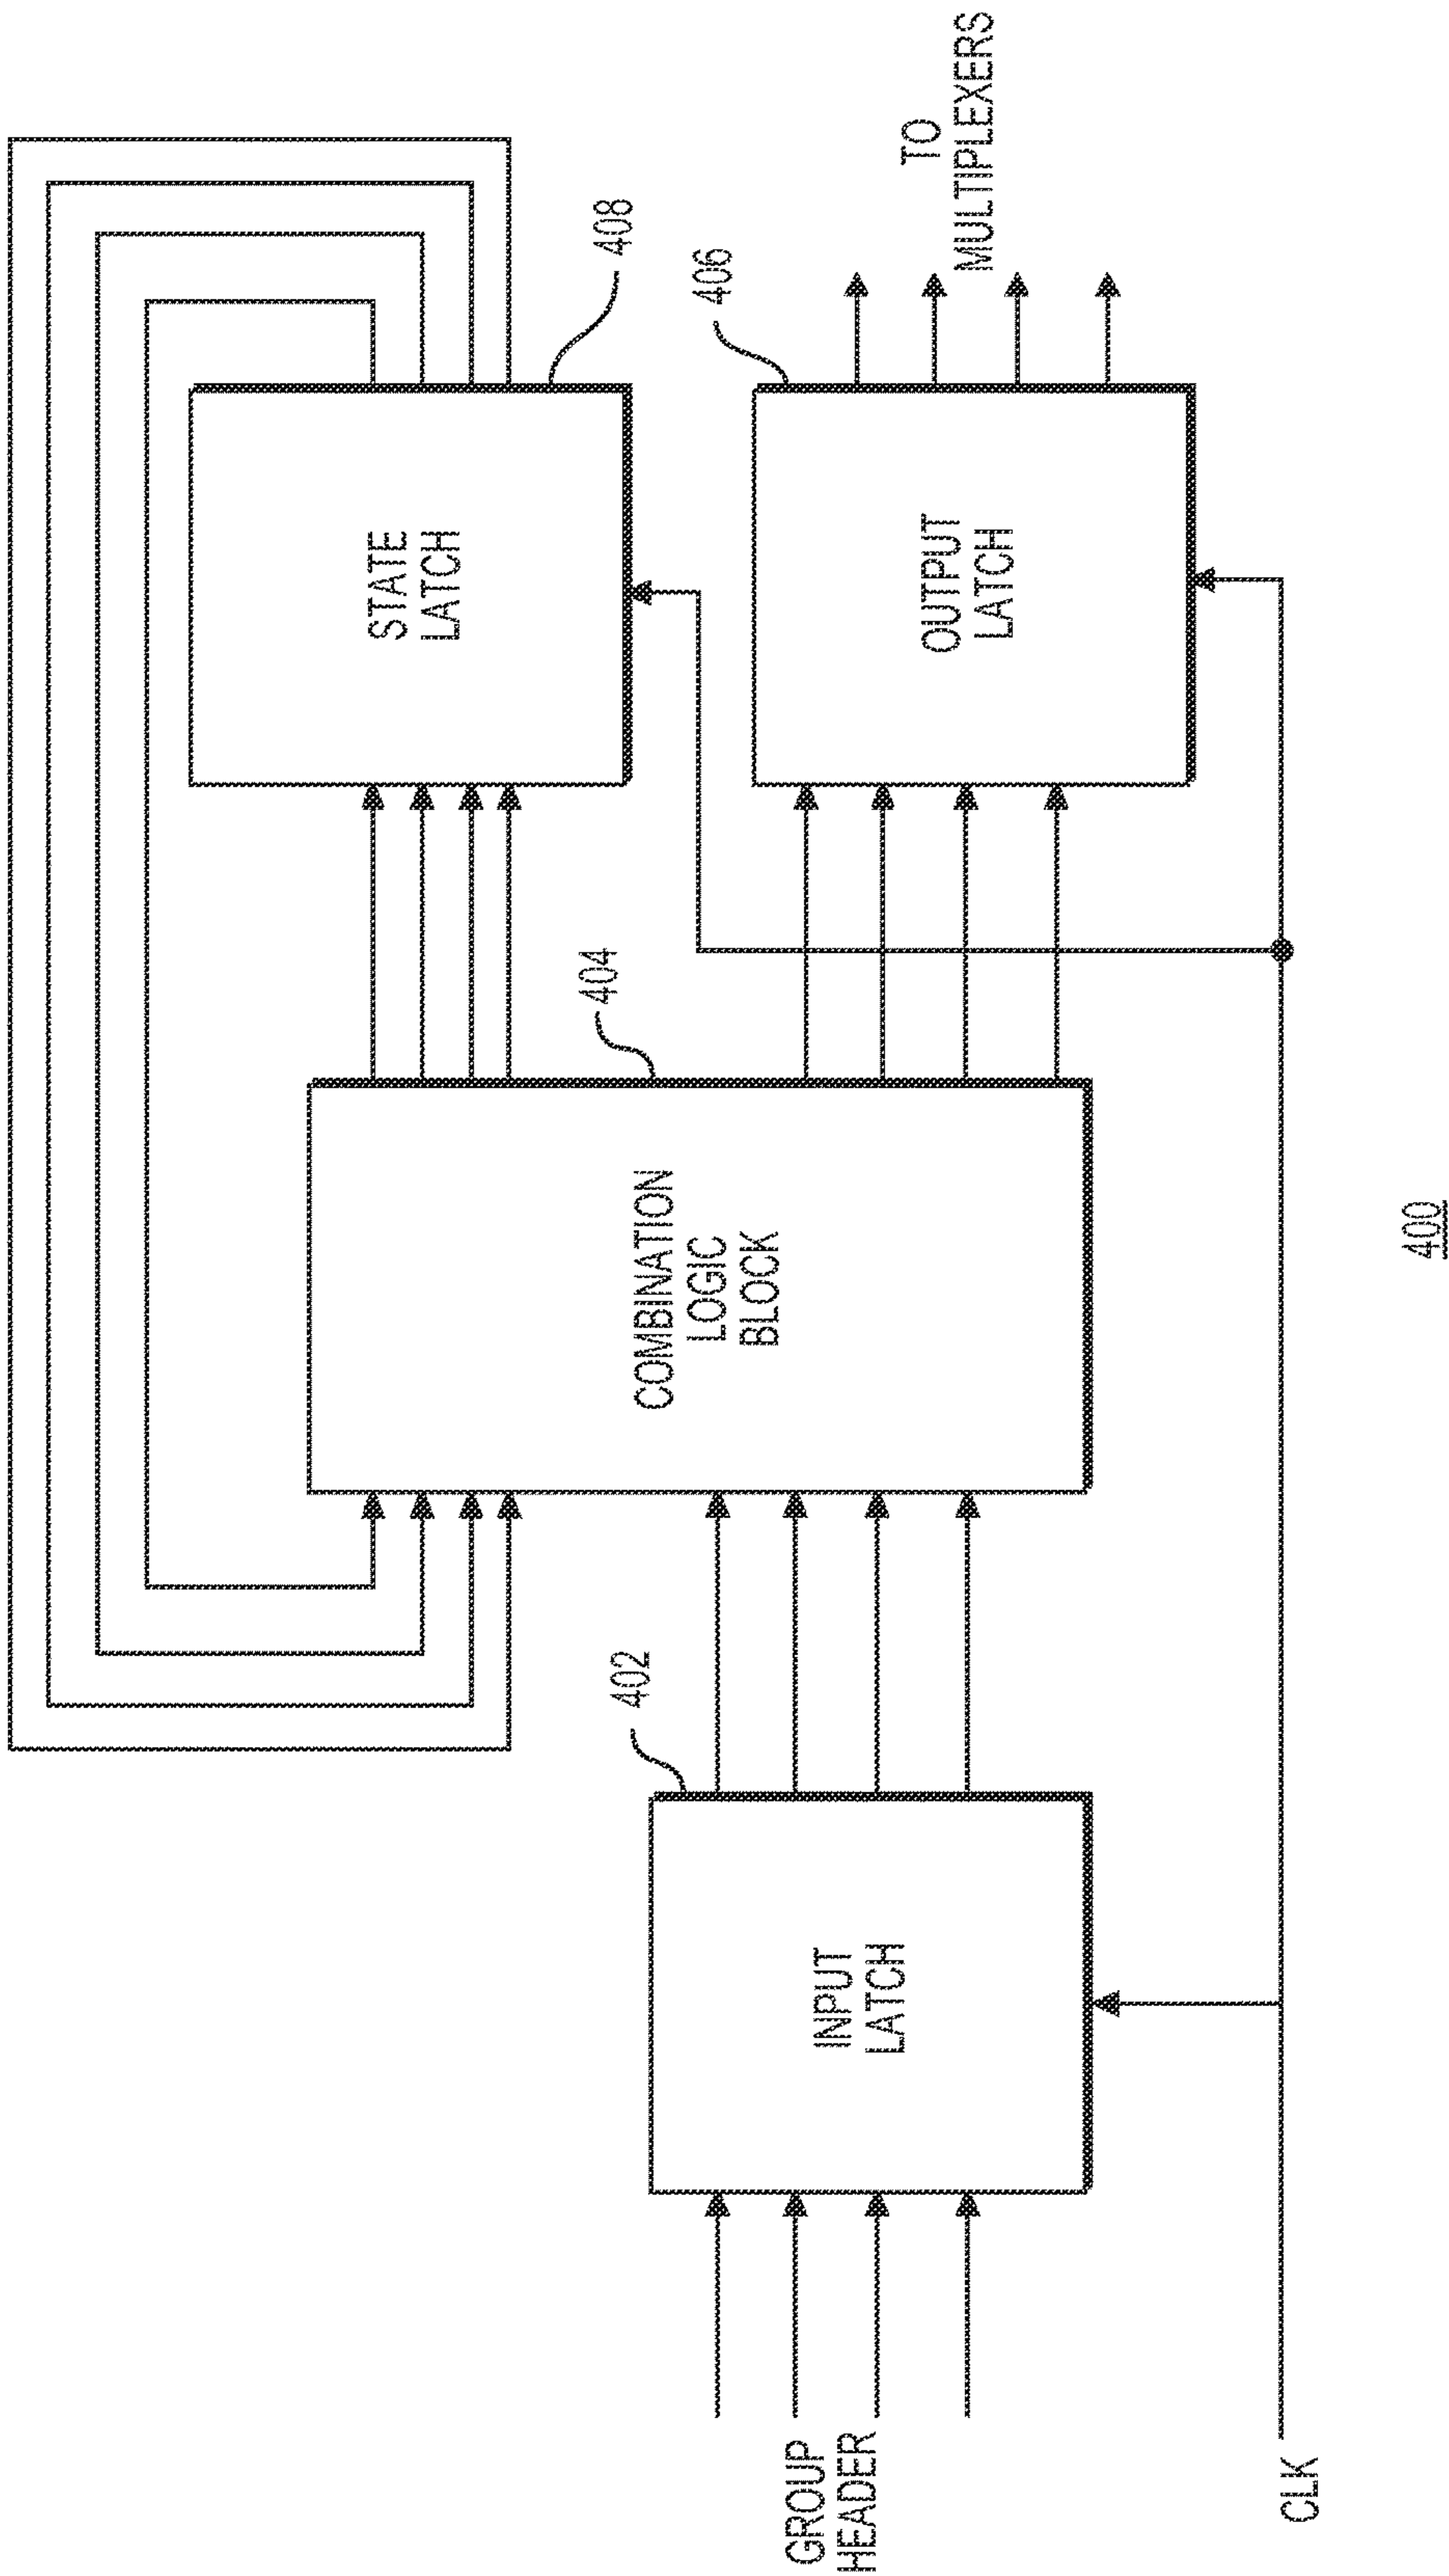 408
STATE
LATCH
404
COMBINATION
LOGIC
BLOCK
406
OUTPUT
LATCH
TO
MULTIPLEXERS
402
INPUT
LATCH
GROUP
HEADER
CLK
400